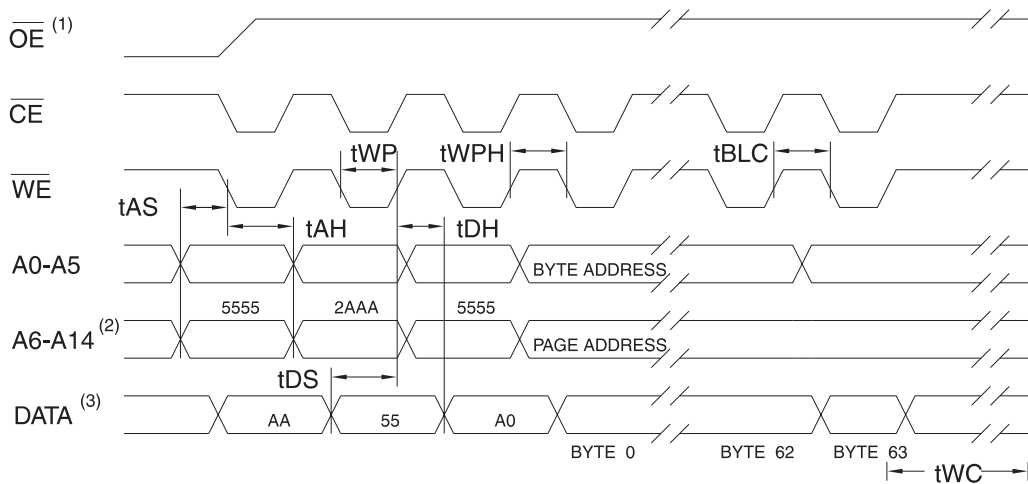 OE (1)
CE
tWP tWPH tBLC
WE
tAS
tAH tDH
A0-A5 BYTE ADDRESS
5555 2AAA 5555
A6-A14 (2) PAGE ADDRESS
tDS
DATA (3) AA 55 A0
BYTE 0 BYTE 62 BYTE 63
tWC